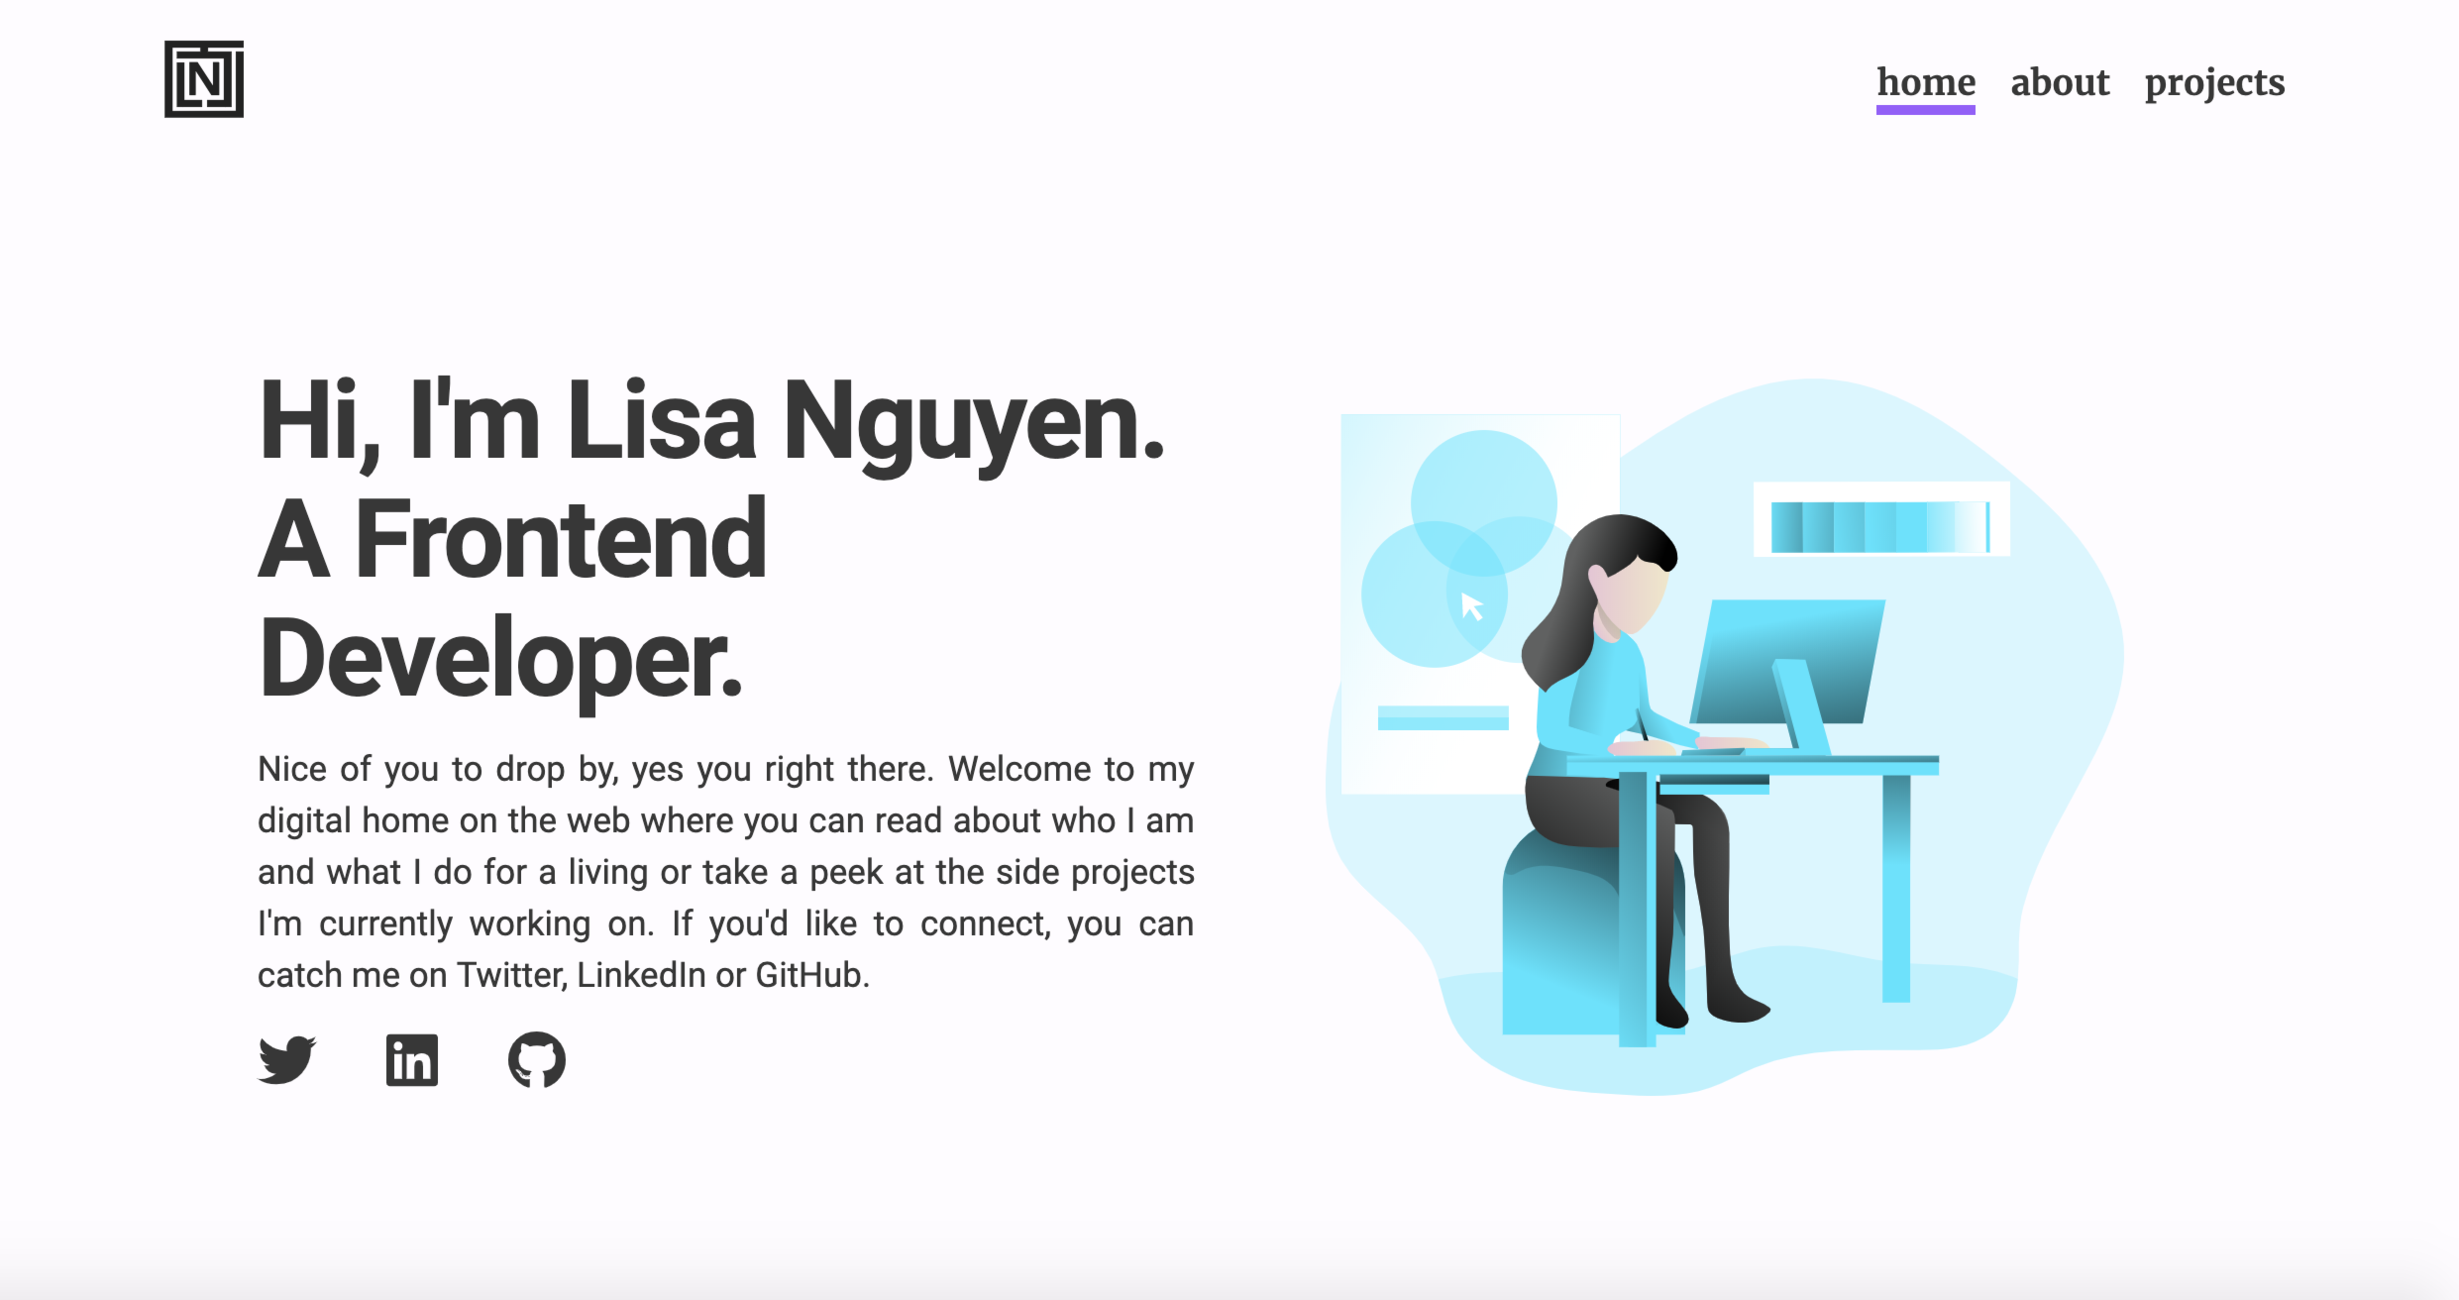 N
home about projects
Hi, I'm Lisa Nguyen.
A Frontend
Developer.
Nice of you to drop by, yes you right there. Welcome to my
digital home on the web where you can read about who I am
and what I do for a living or take a peek at the side projects
I'm currently working on. If you'd like to connect, you can
catch me on Twitter, LinkedIn or GitHub.
in